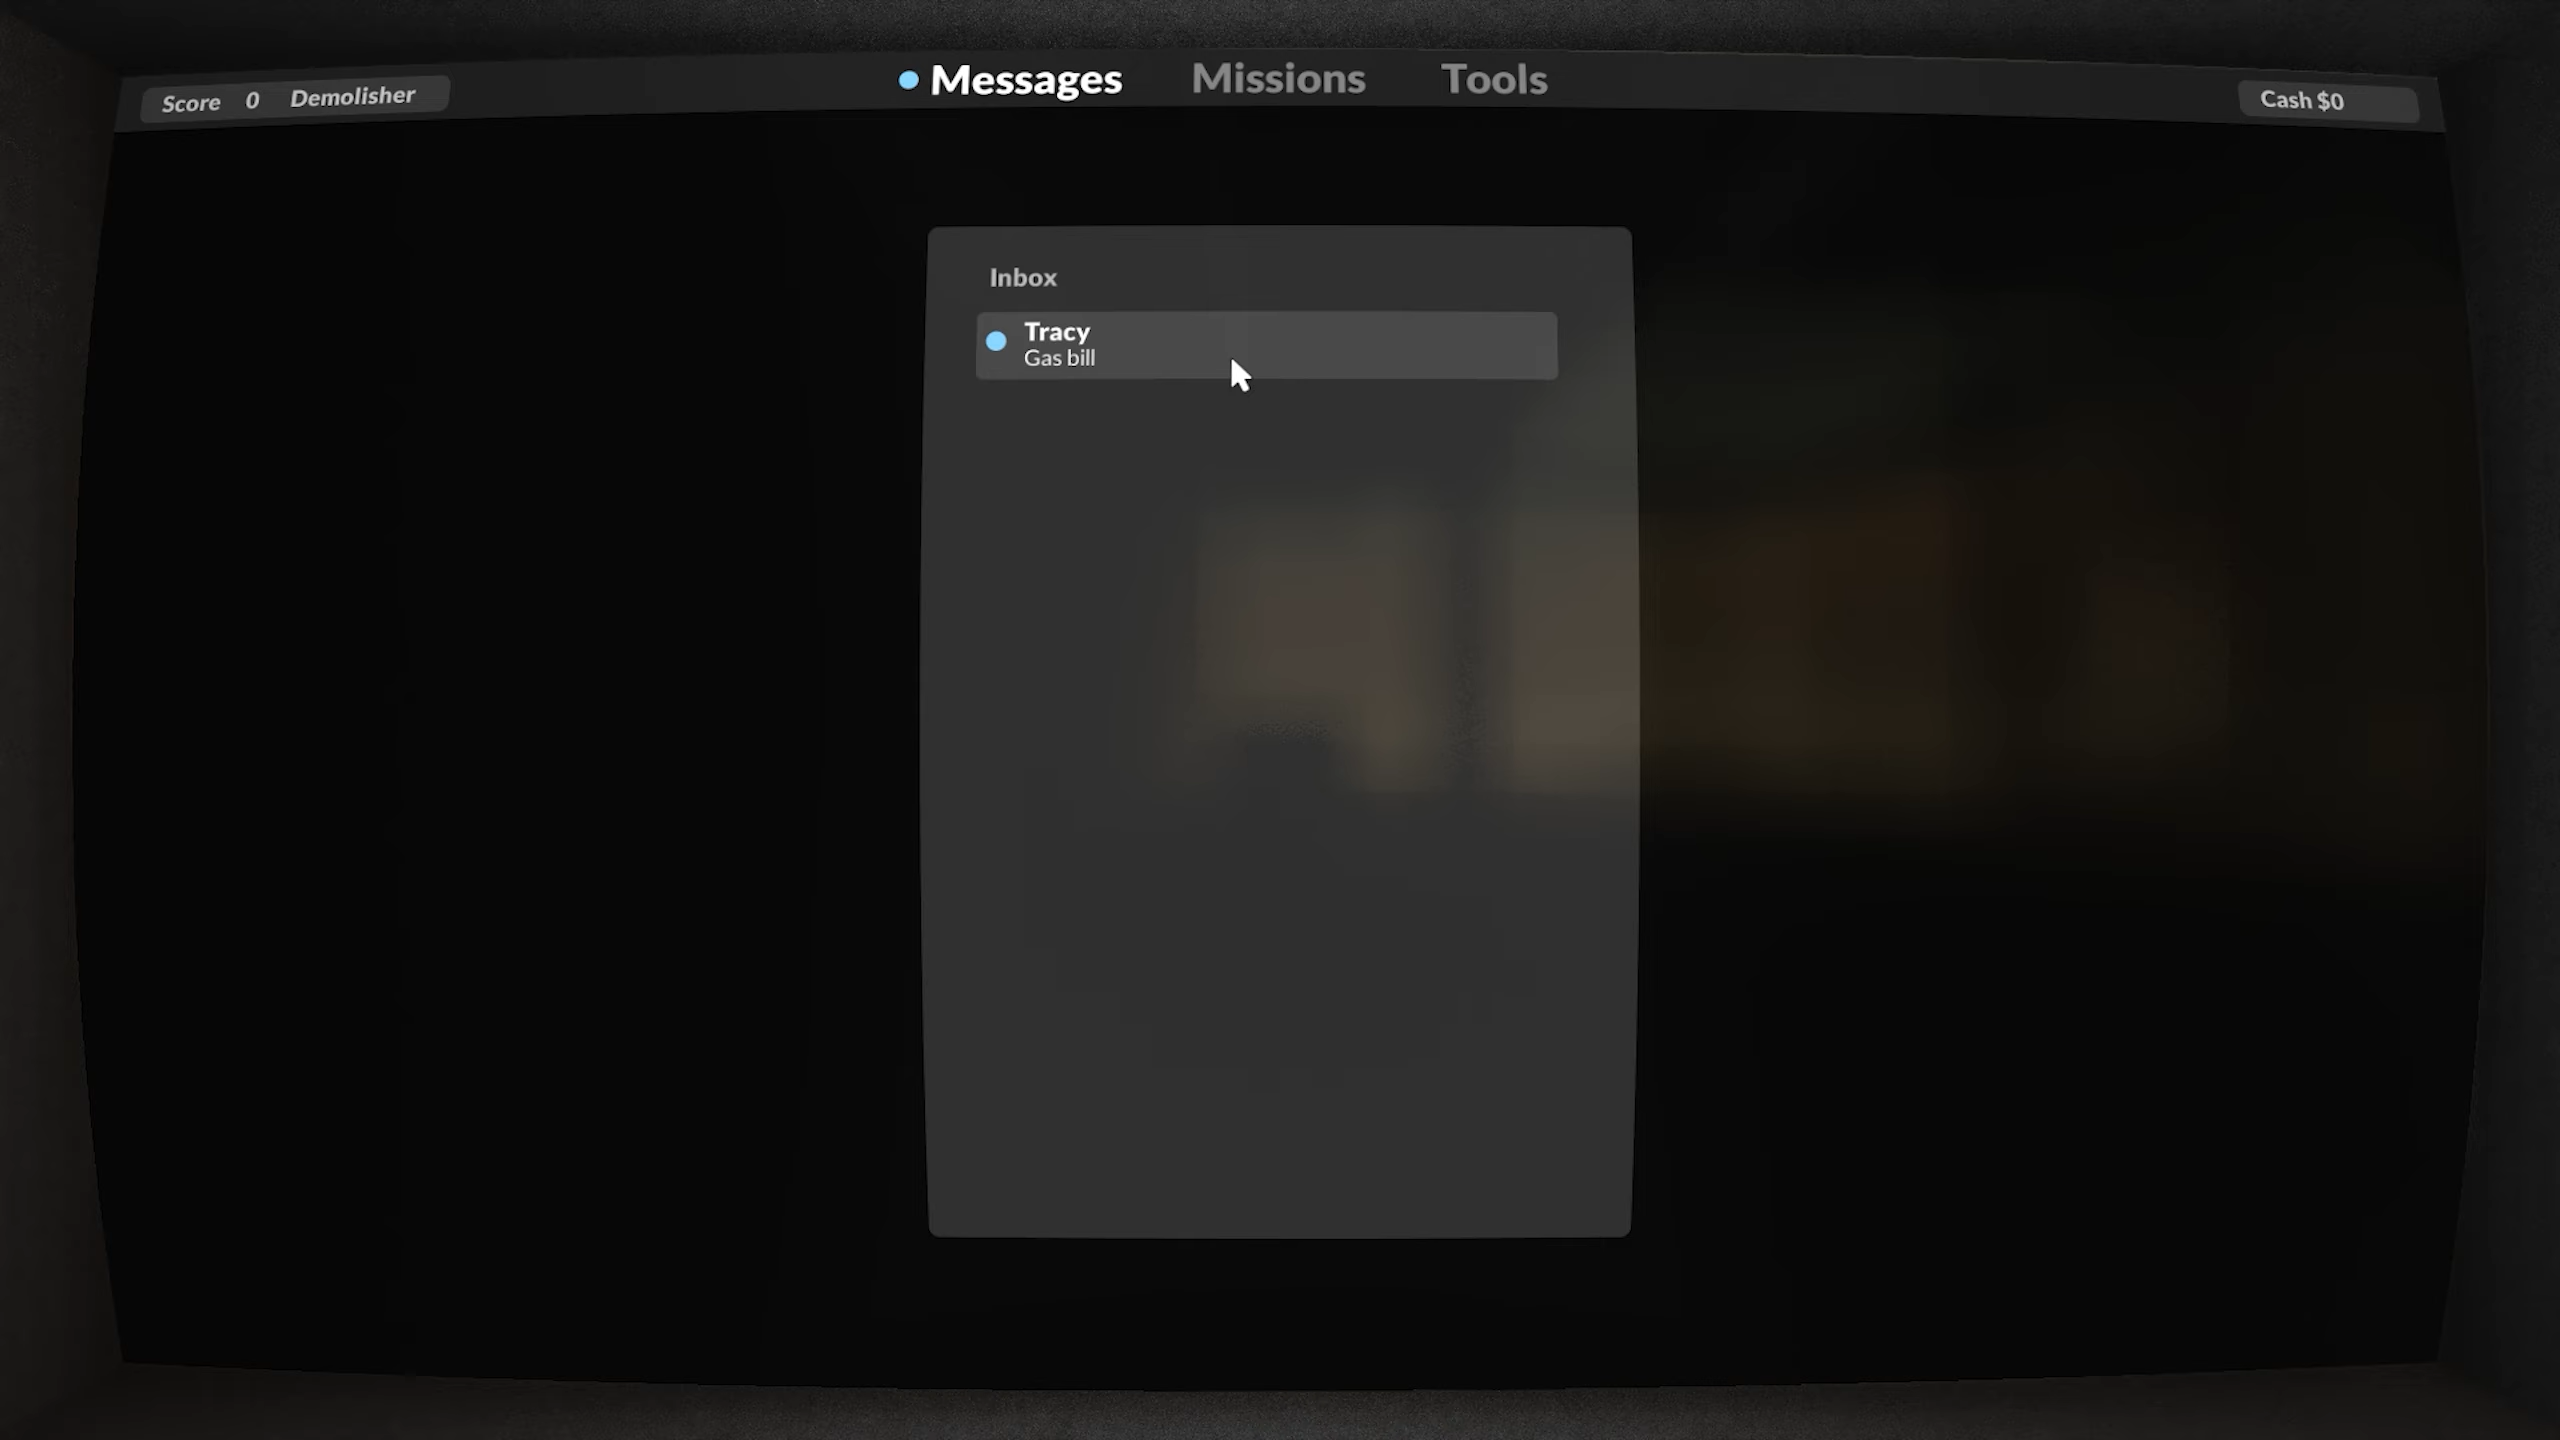 Score 0 Demolisher
Messages Missions Tools
Cash $0
Inbox
Tracy
Gas bill